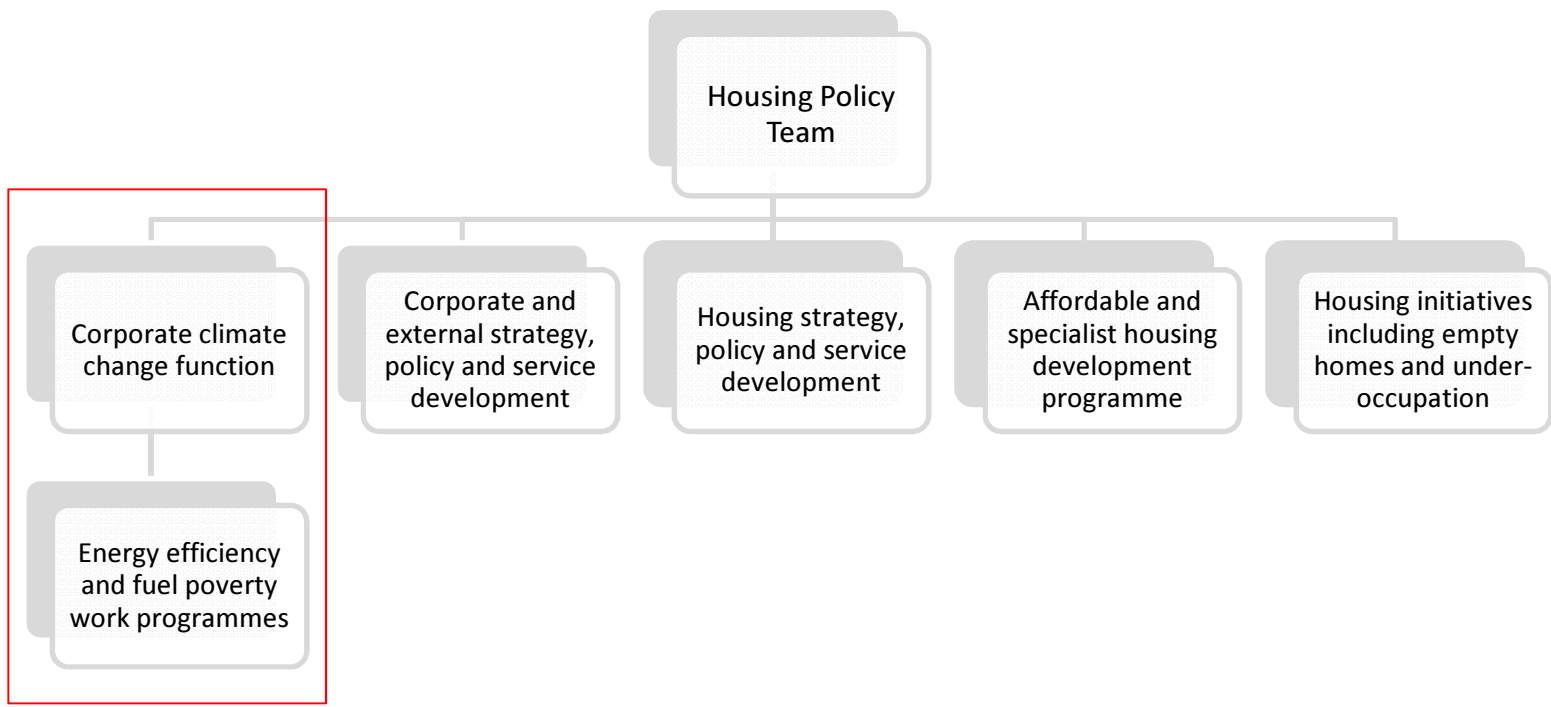 Housing Policy
Team
Corporate climate
change function
Corporate and
external strategy,
policy and service
development
Housing strategy,
policy and service
development
Affordable and
specialist housing
development
programme
Housing initiatives
including empty
homes and under-
occupation
Energy efficiency
and fuel poverty
work programmes